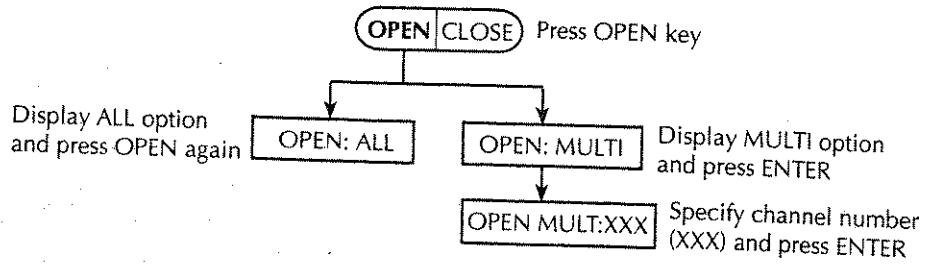 OPEN CLOSE Press OPEN key
Display ALL option
and press OPEN again
OPEN: ALL
OPEN: MULTI
Display MULTI option
and press ENTER
OPEN MULT:XXX
Specify channel number
(XXX) and press ENTER